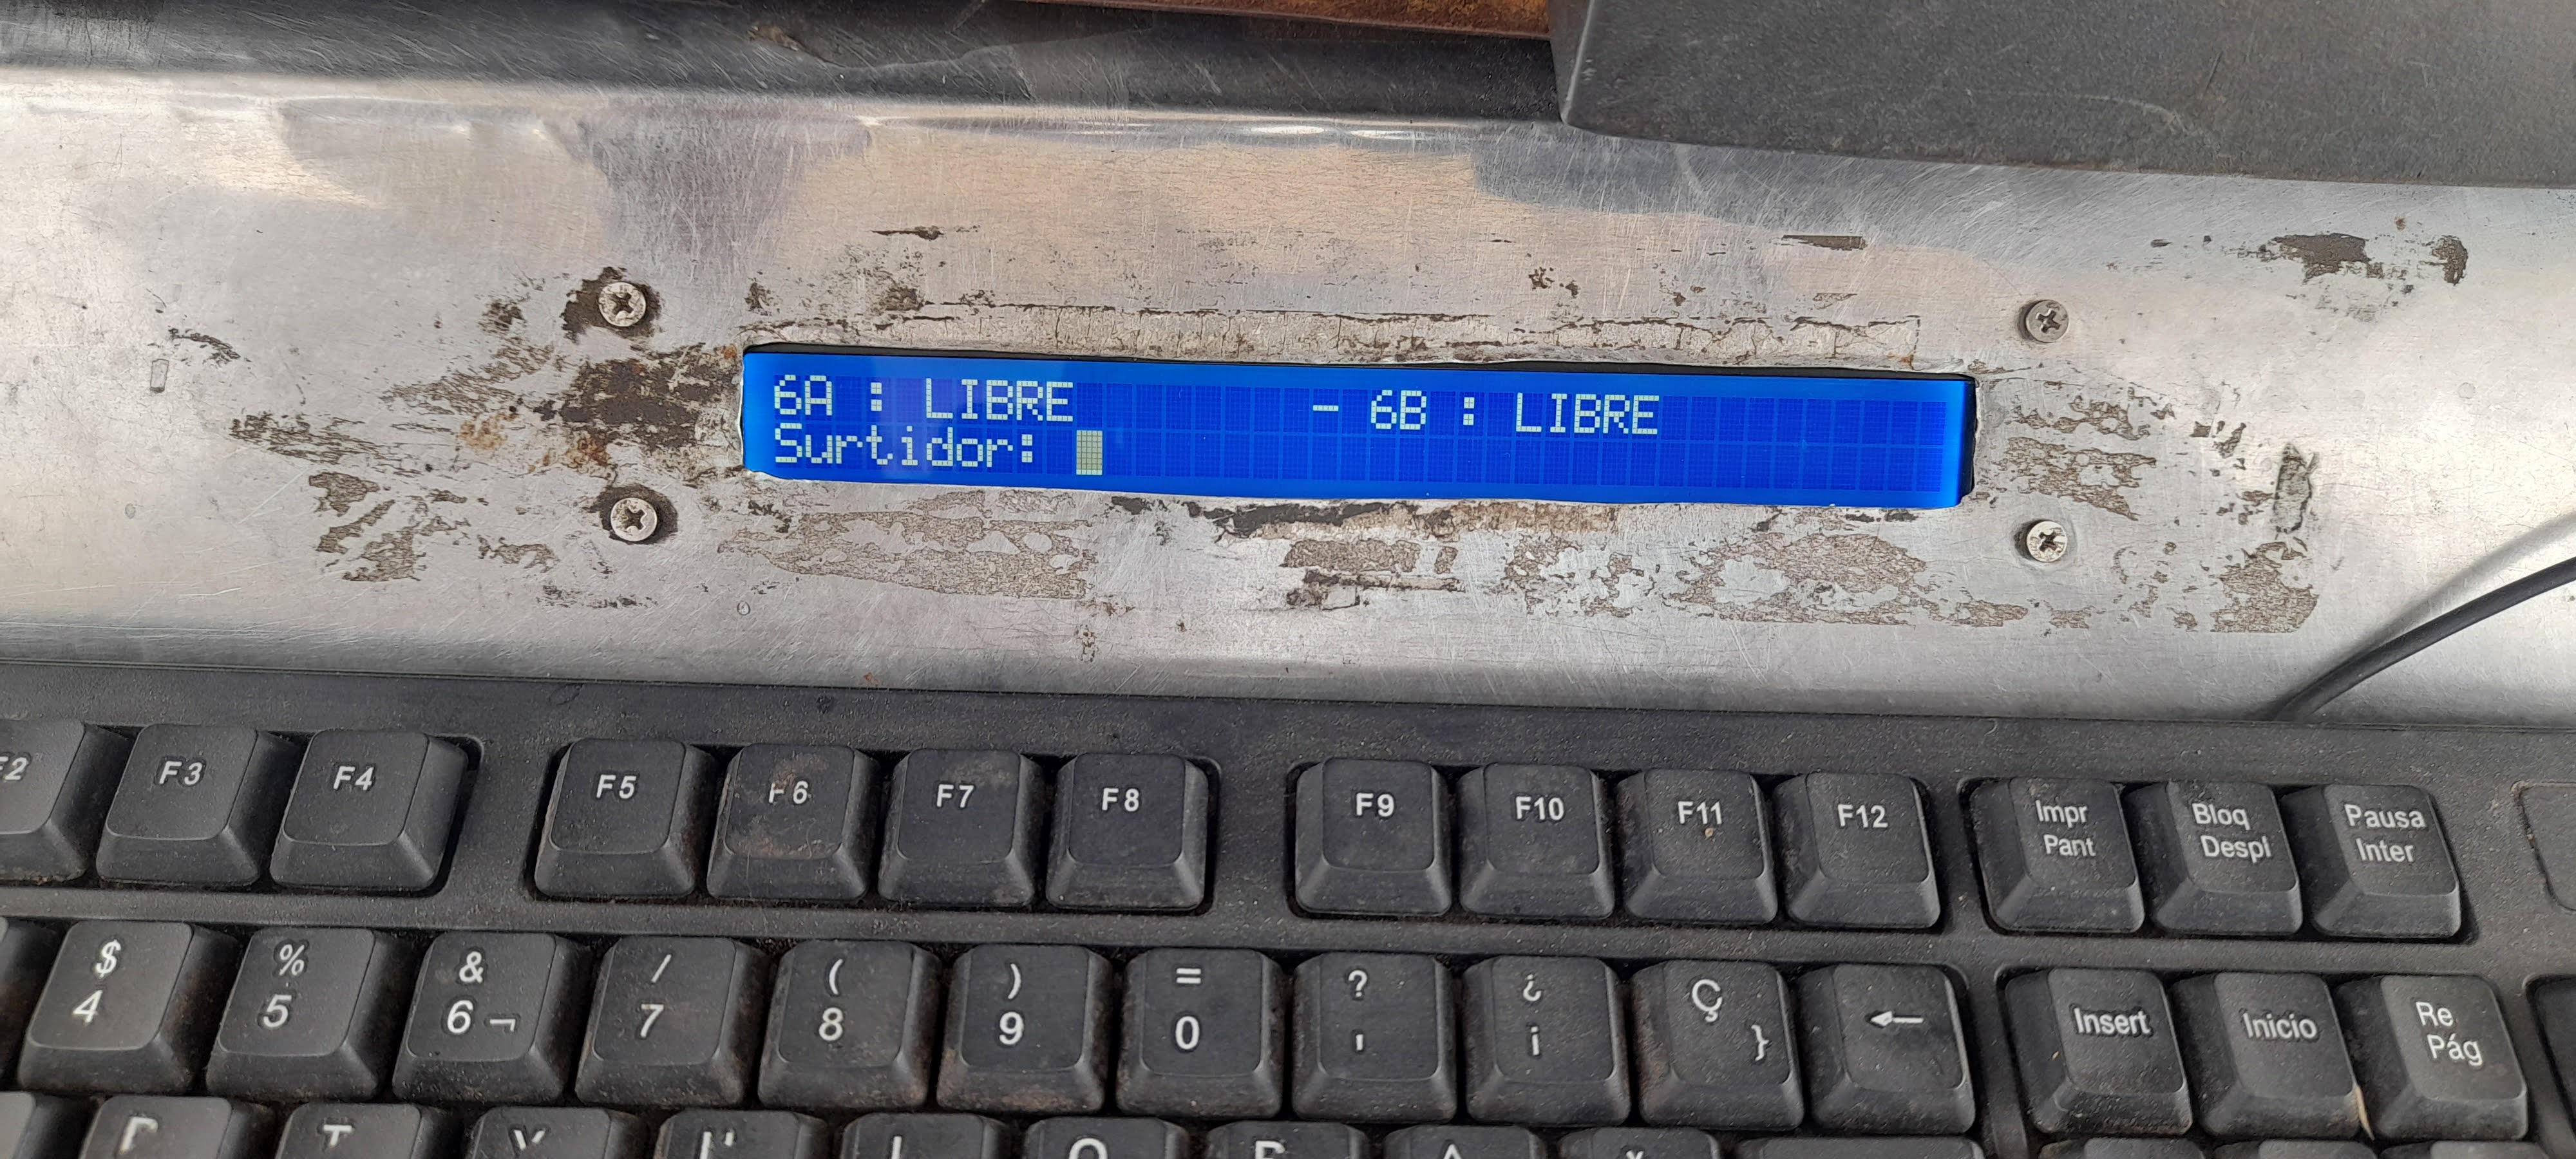 6A : LIBRE - 6B : LIBRE
Surtidor:
F3 F4 F5 F6 F7 F8 F9 F10 F11 F12 Impr Pant Bloq Despl Pausa Inter
$ 4 % 5 & 6 ¬ / 7 ( 8 ) 9 = 0 ? ' ¿ ¡ Ç } ← Insert Inicio Re Pág